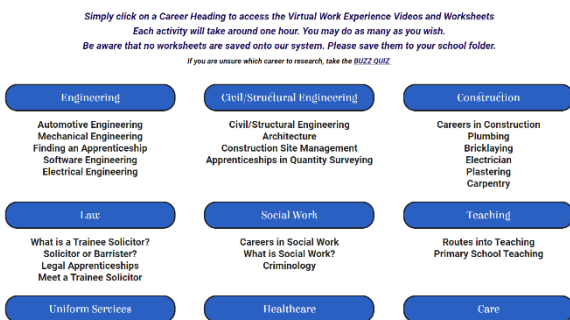 Simply click on a Career Heading to access the Virtual Work Experience Videos and Worksheets
Each activity will take around one hour. You may do as many as you wish.
Be aware that no worksheets are saved onto our system. Please save them to your school folder.
If you are unsure which career to research, take the BUZZ QUIZ
Engineering
Automotive Engineering
Mechanical Engineering
Finding an Apprenticeship
Software Engineering
Electrical Engineering
Civil/Structural Engineering
Civil/Structural Engineering
Architecture
Construction Site Management
Apprenticeships in Quantity Surveying
Construction
Careers in Construction
Plumbing
Bricklaying
Electrician
Plastering
Carpentry
Law
What is a Trainee Solicitor?
Solicitor or Barrister?
Legal Apprenticeships
Meet a Trainee Solicitor
Social Work
Careers in Social Work
What is Social Work?
Criminology
Teaching
Routes into Teaching
Primary School Teaching
Uniform Services
Healthcare
Care